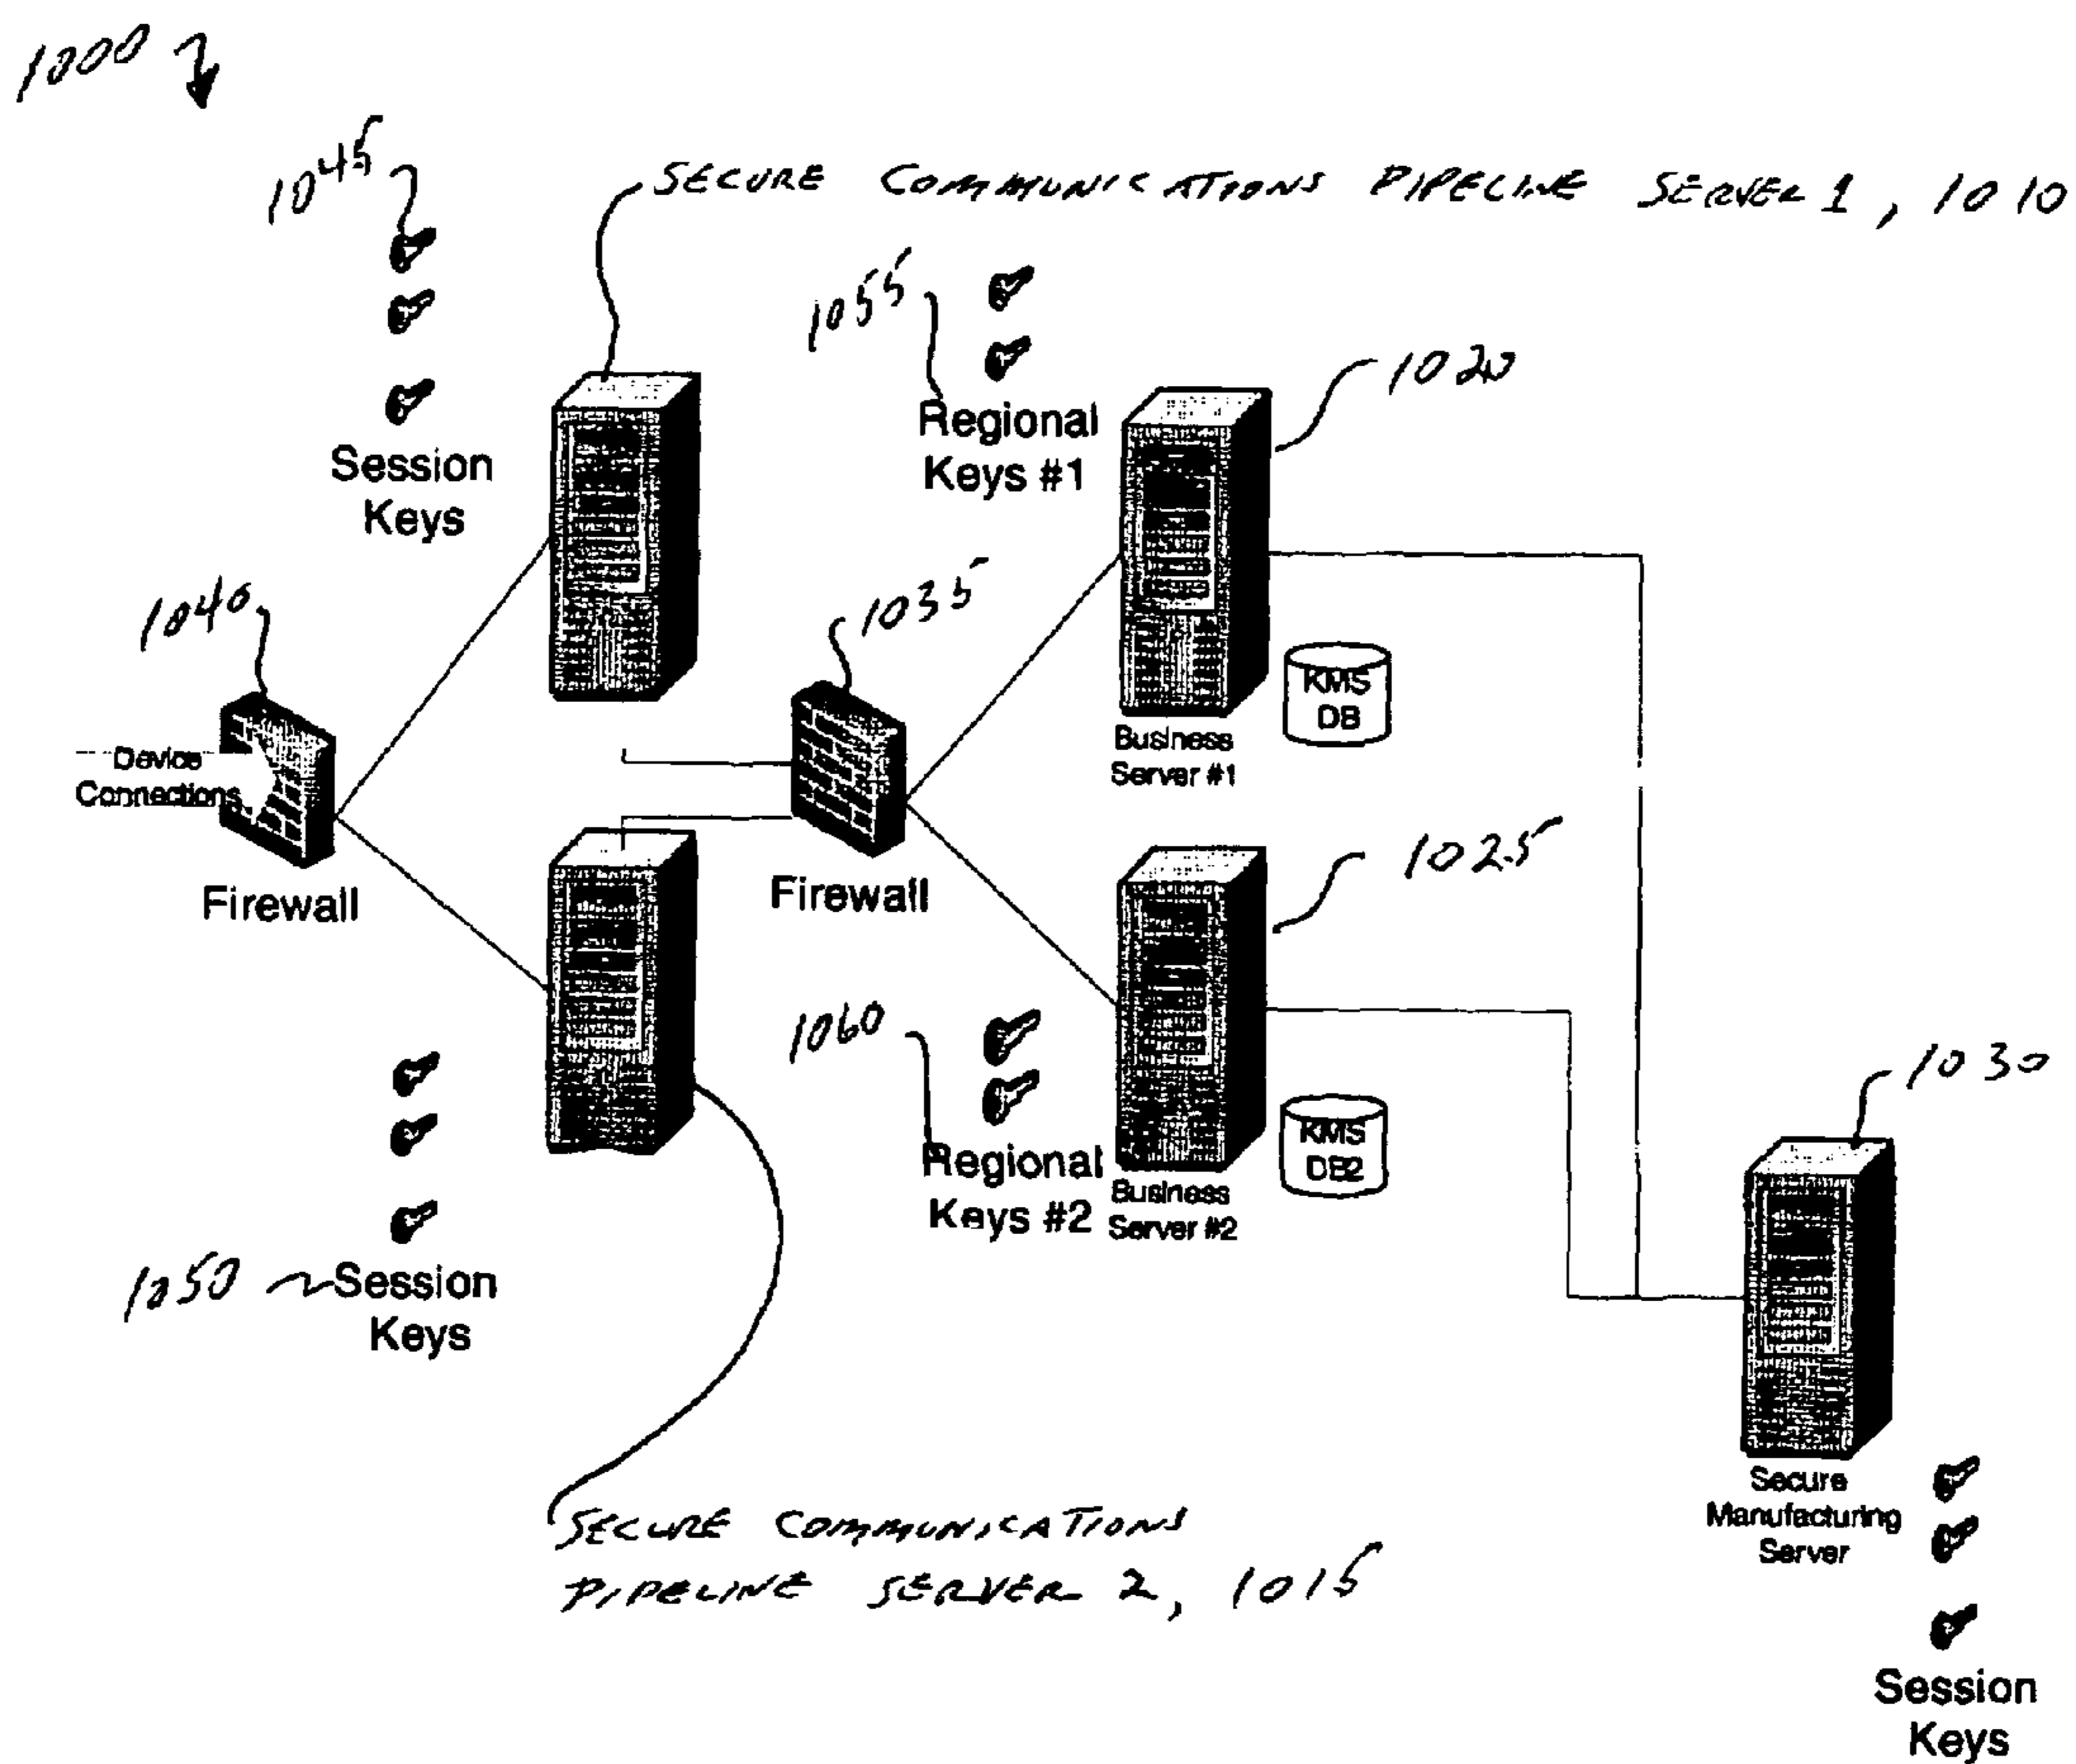 1000
1045
SECURE COMMUNICATIONS PIPELINE SERVER 1, 1010
1055
Regional
Keys #1
1020
Session
Keys
1040
1035
KMS
DB
Business
Server #1
Device
Connections
Firewall
Firewall
1025
1060
1030
Regional
Keys #2
KMS
DB2
Business
Server #2
1050
Session
Keys
Secure
Manufacturing
Server
SECURE COMMUNICATIONS
PIPELINE SERVER 2, 1015
Session
Keys